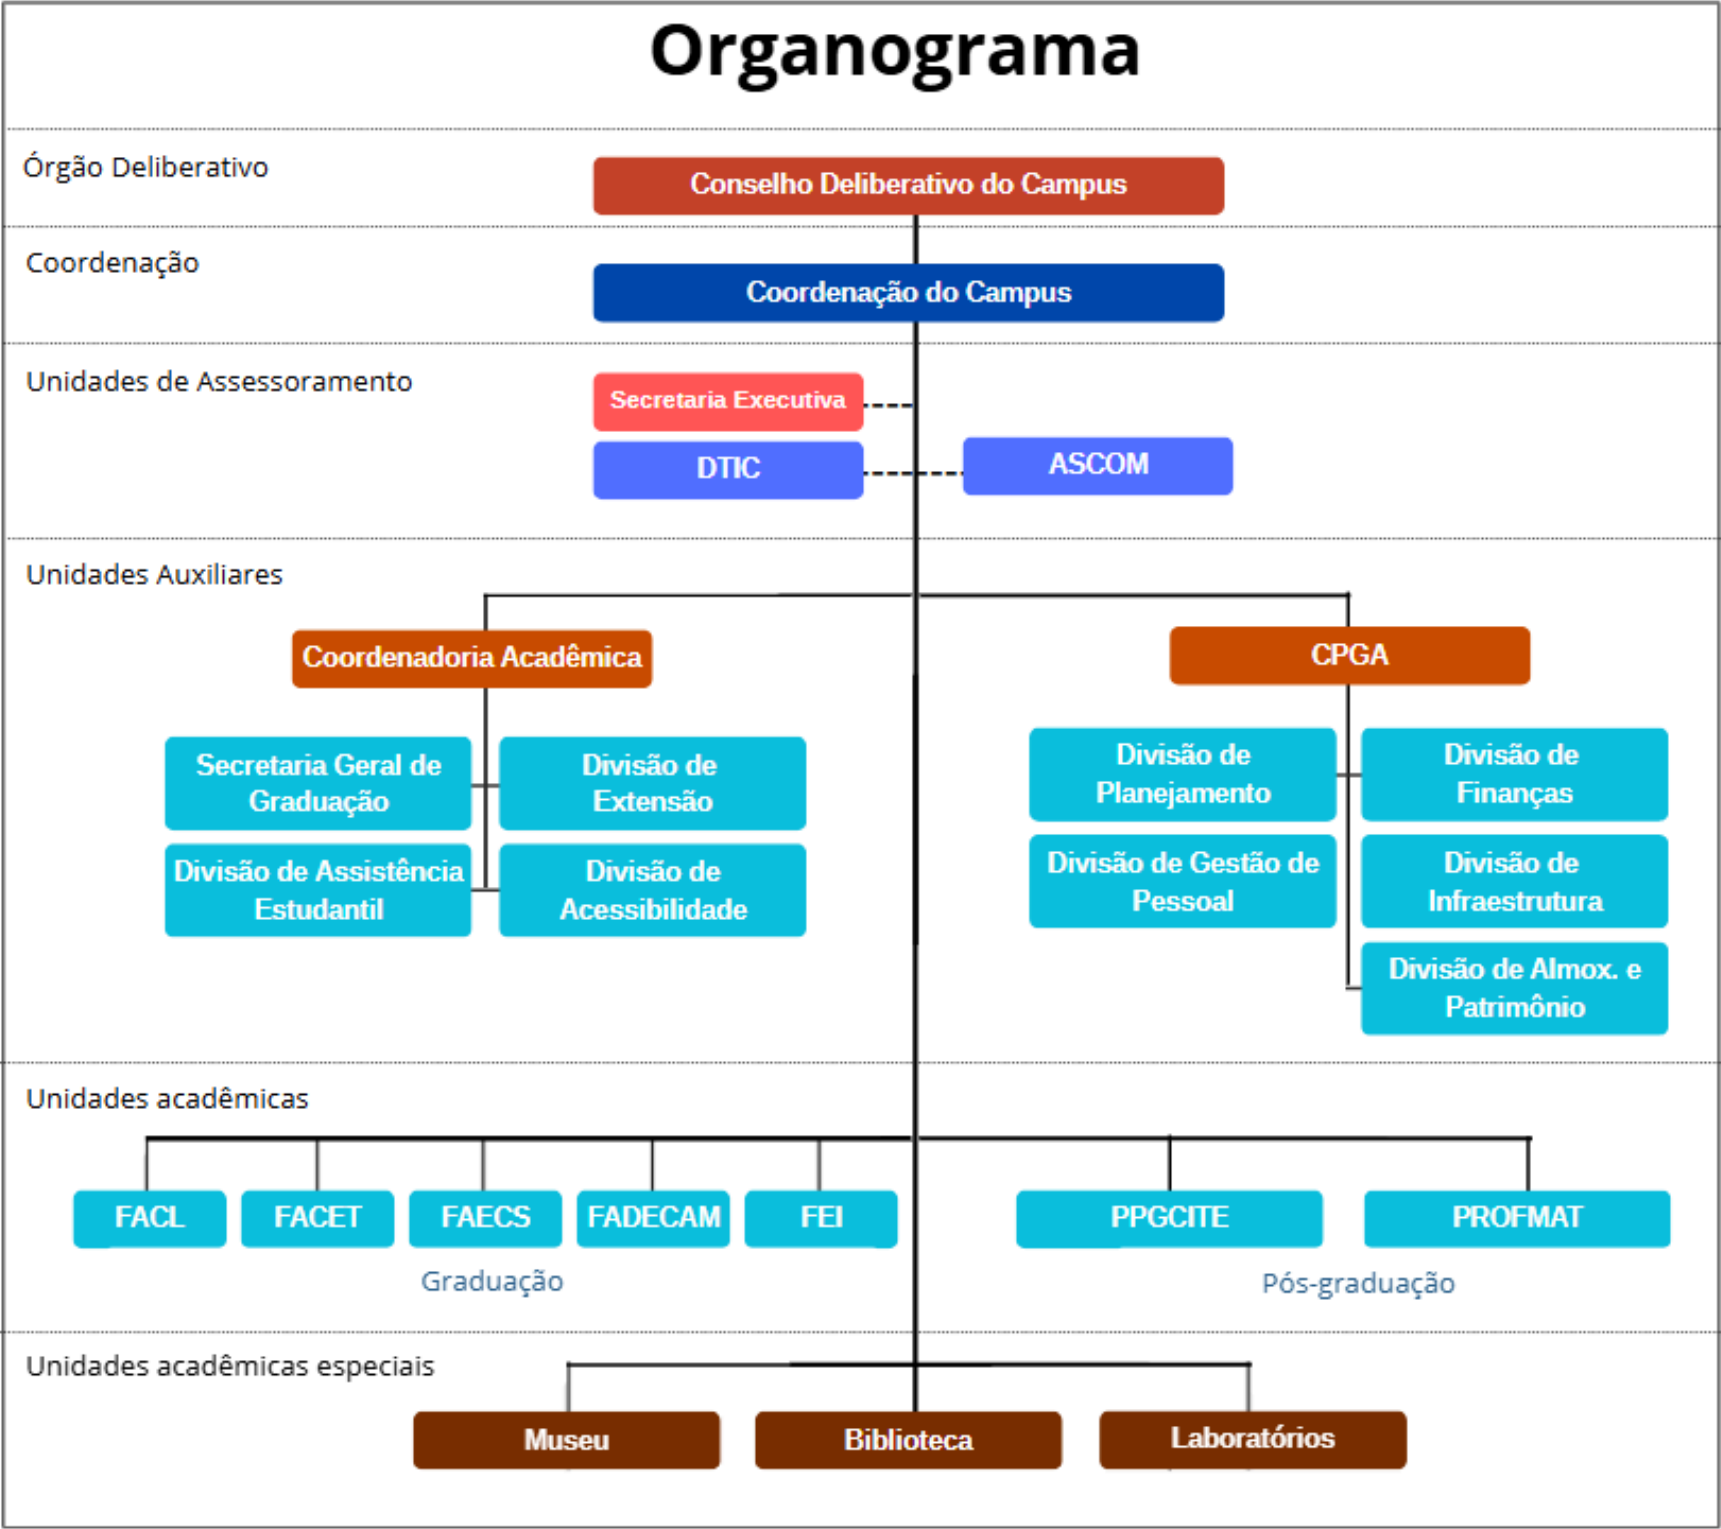 Organograma
Órgão Deliberativo
Conselho Deliberativo do Campus
Coordenação
Coordenação do Campus
Unidades de Assessoramento
Secretaria Executiva
DTIC
ASCOM
Unidades Auxiliares
Coordenadoria Acadêmica
CPGA
Secretaria Geral de
Graduação
Divisão de
Extensão
Divisão de Assistência
Estudantil
Divisão de
Acessibilidade
Divisão de
Planejamento
Divisão de
Finanças
Divisão de Gestão de
Pessoal
Divisão de
Infraestrutura
Divisão de Almox. e
Patrimônio
Unidades acadêmicas
FACL
FACET
FAECS
FADECAM
FEI
PPGCITE
PROFMAT
Graduação
Pós-graduação
Unidades acadêmicas especiais
Museu
Biblioteca
Laboratórios